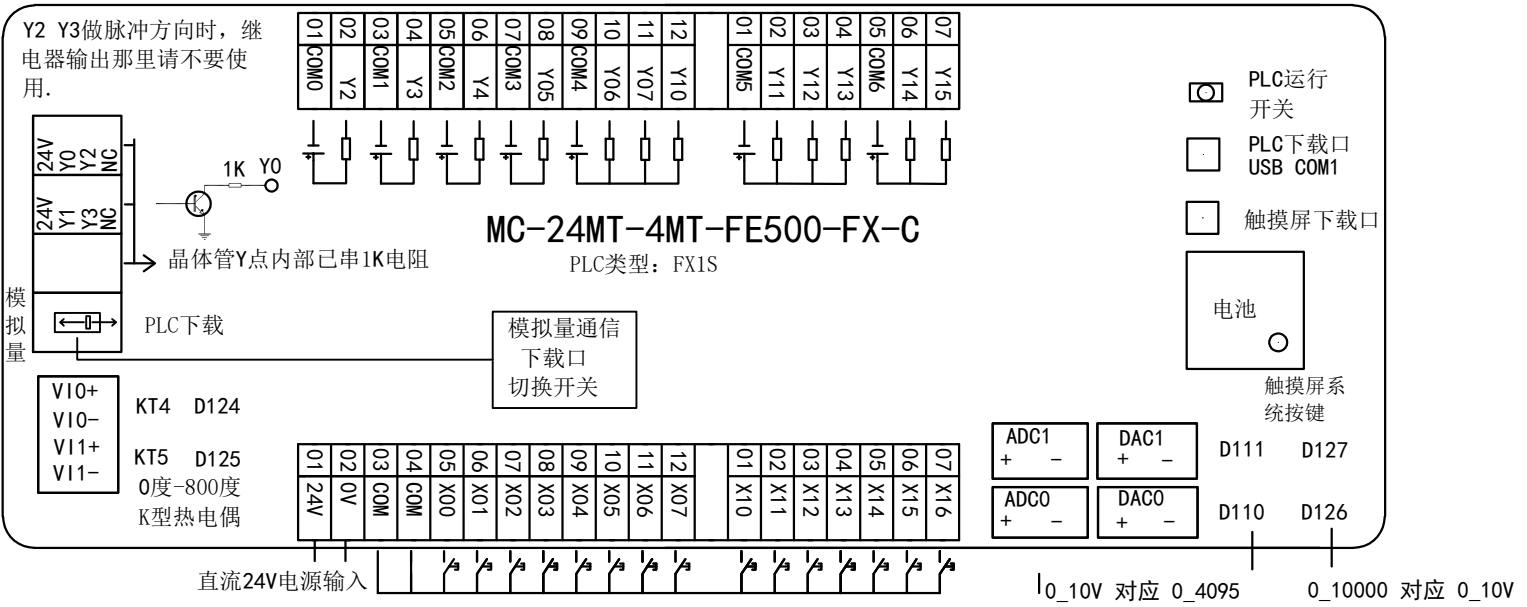 Y2 Y3做脉冲方向时，继
电器输出那里请不要使
用.
01 02 03 04 05 06 07 08 09 10 11 12
COM0 Y2 COM1 Y3 COM2 Y4 COM3 Y05 COM4 Y06 Y07 Y10
01 02 03 04 05 06 07
COM5 Y11 Y12 Y13 COM6 Y14 Y15
PLC运行
开关
PLC下载口
USB COM1
触摸屏下载口
24V
Y0
Y2
NC
24V
Y1
Y3
NC
1K Y0
晶体管Y点内部已串1K电阻
MC-24MT-4MT-FE500-FX-C
PLC类型：FX1S
模
拟
量
PLC下载
模拟量通信
下载口
切换开关
电池
触摸屏系
统按键
VI0+
VI0-
VI1+
VI1-
KT4 D124
KT5 D125
0度-800度
K型热电偶
01 02 03 04 05 06 07 08 09 10 11 12
24V 0V COM COM X00 X01 X02 X03 X04 X05 X06 X07
01 02 03 04 05 06 07
X10 X11 X12 X13 X14 X15 X16
ADC1
+ -
DAC1
+ -
D111 D127
ADC0
+ -
DAC0
+ -
D110 D126
直流24V电源输入
0_10V 对应 0_4095
0_10000 对应 0_10V